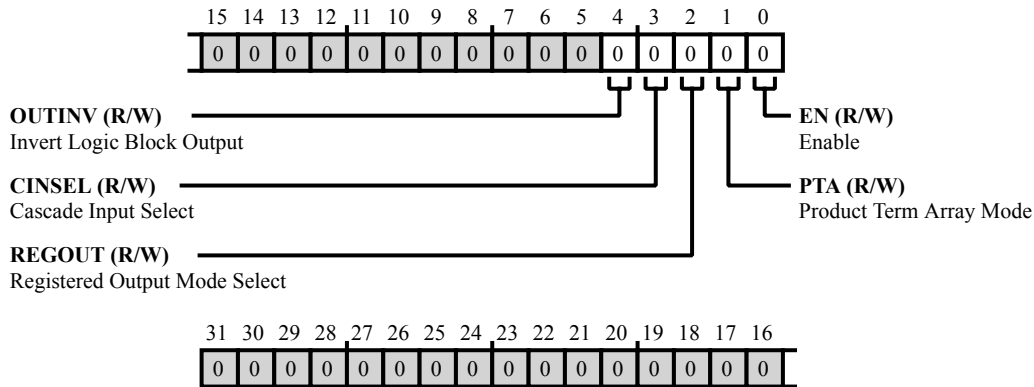 15 14 13 12 11 10 9 8 7 6 5 4 3 2 1 0
0 0 0 0 0 0 0 0 0 0 0 0 0 0 0 0
OUTINV (R/W)
Invert Logic Block Output
EN (R/W)
Enable
CINSEL (R/W)
Cascade Input Select
PTA (R/W)
Product Term Array Mode
REGOUT (R/W)
Registered Output Mode Select
31 30 29 28 27 26 25 24 23 22 21 20 19 18 17 16
0 0 0 0 0 0 0 0 0 0 0 0 0 0 0 0